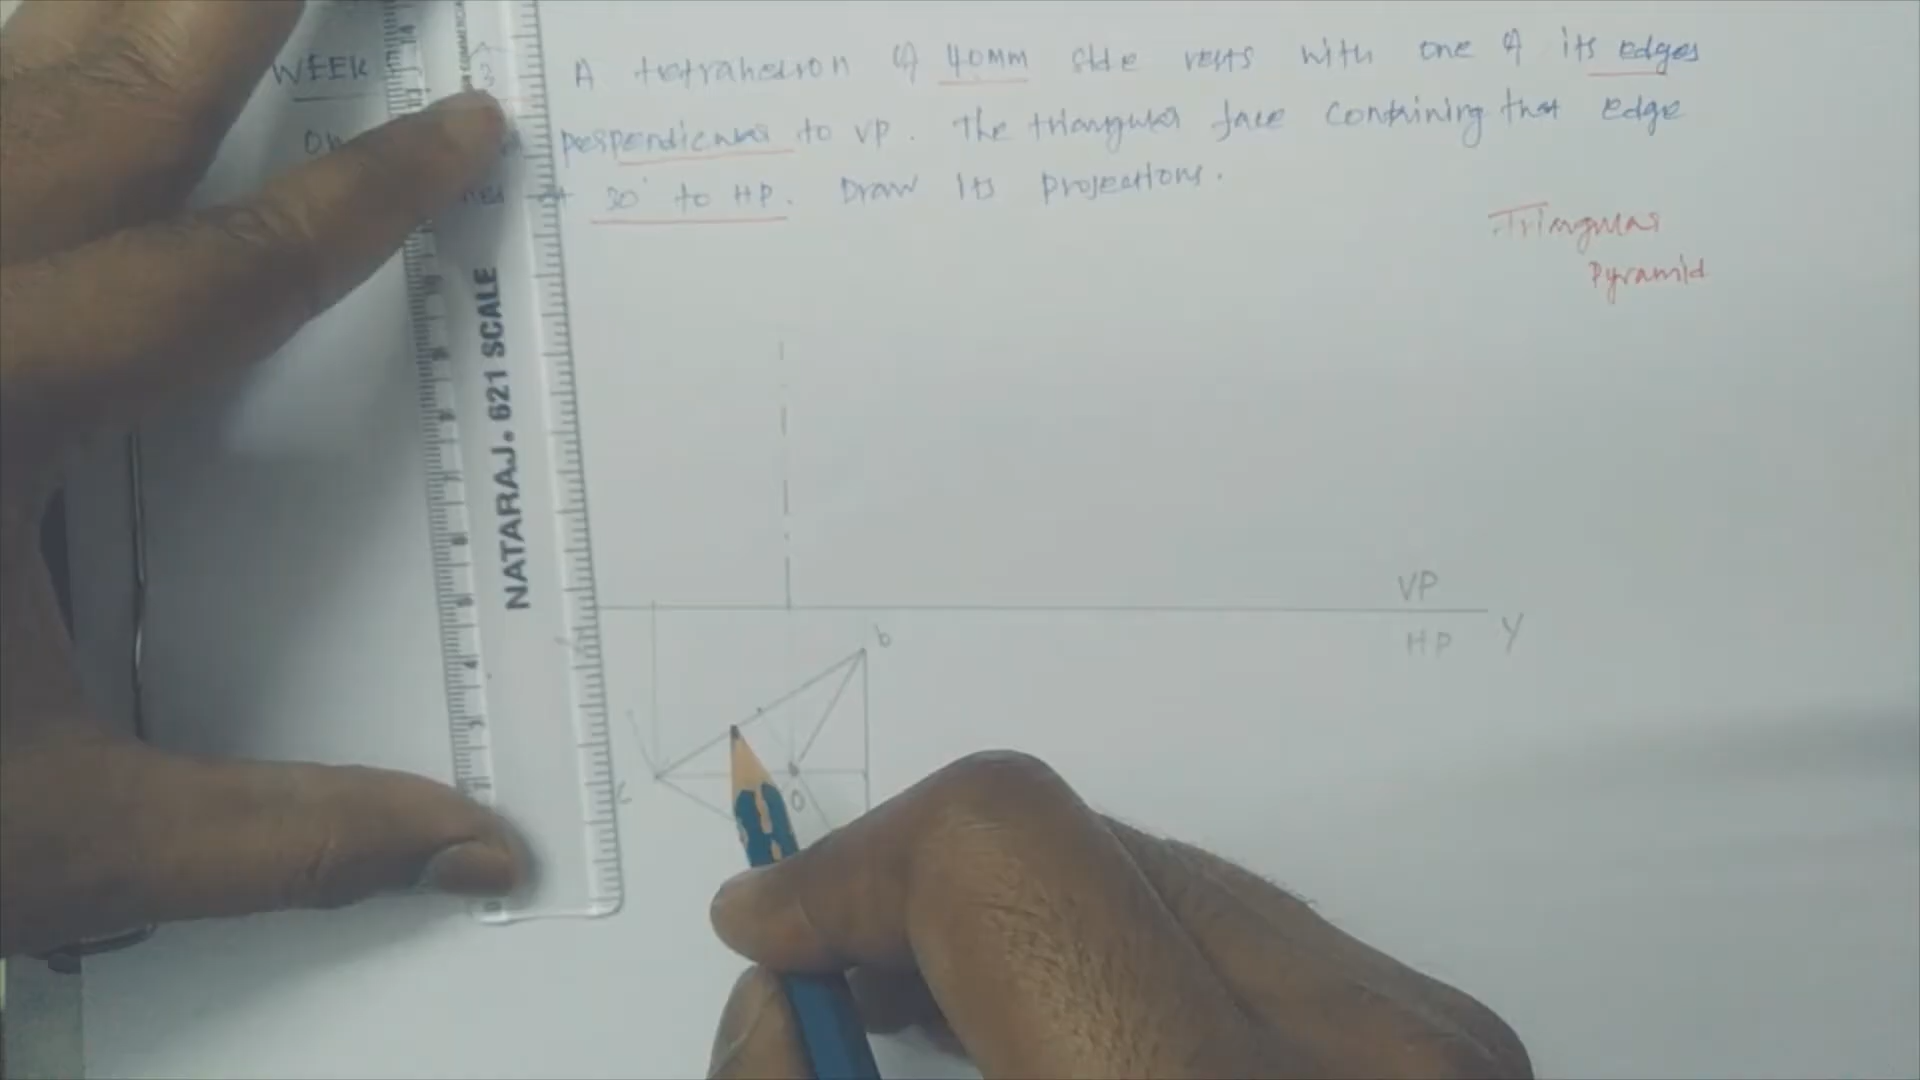 WEEK A tetrahedron of 40mm side rests with one of its edges
on perpendicular to VP. The triangular face containing that edge
30° to HP. Draw its projections.
Triangular
Pyramid
NATARAJ. 621 SCALE
VP
HP
Y
b
c
o